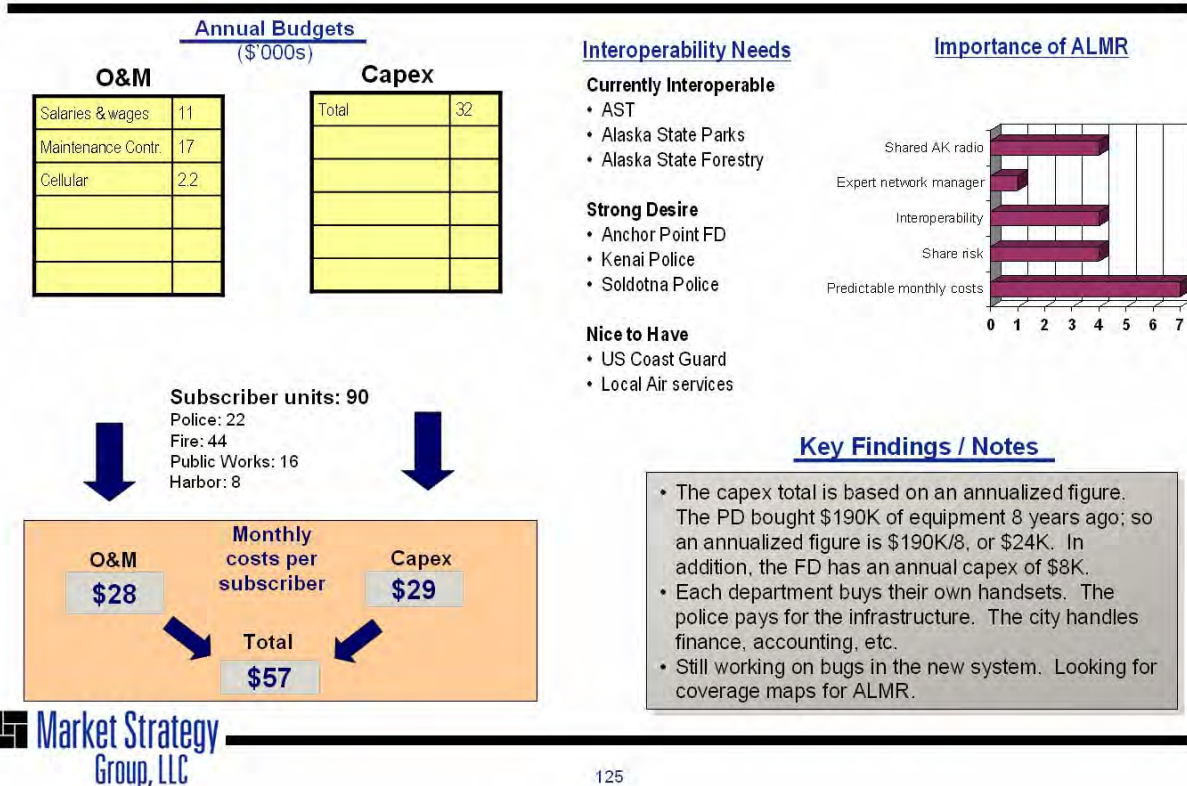 Annual Budgets
($'000s)
O&M
Capex
Salaries & wages 11
Maintenance Contr. 17
Cellular 2.2
Total 32
Interoperability Needs
Currently Interoperable
• AST
• Alaska State Parks
• Alaska State Forestry
Strong Desire
• Anchor Point FD
• Kenai Police
• Soldotna Police
Nice to Have
• US Coast Guard
• Local Air services
Importance of ALMR
Shared AK radio
Expert network manager
Interoperability
Share risk
Predictable monthly costs
0 1 2 3 4 5 6 7
Subscriber units: 90
Police: 22
Fire: 44
Public Works: 16
Harbor: 8
Monthly
costs per
subscriber
O&M
$28
Capex
$29
Total
$57
Key Findings / Notes
• The capex total is based on an annualized figure.
The PD bought $190K of equipment 8 years ago; so
an annualized figure is $190K/8, or $24K. In
addition, the FD has an annual capex of $8K.
• Each department buys their own handsets. The
police pays for the infrastructure. The city handles
finance, accounting, etc.
• Still working on bugs in the new system. Looking for
coverage maps for ALMR.
Market Strategy
Group, LLC
125